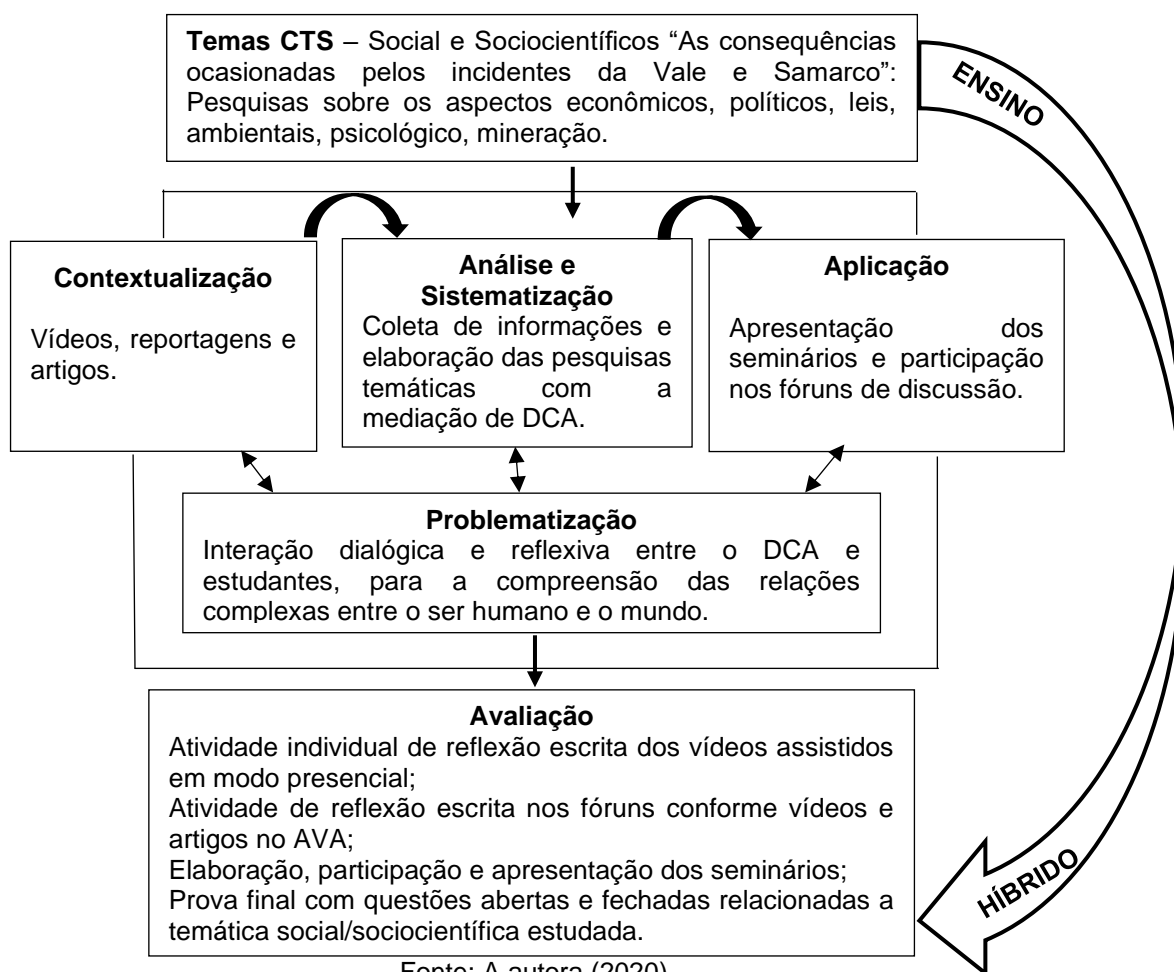 Temas CTS – Social e Sociocientíficos “As consequências
ocasionadas pelos incidentes da Vale e Samarco”:
Pesquisas sobre os aspectos econômicos, políticos, leis,
ambientais, psicológico, mineração.
ENSINO
Contextualização
Vídeos, reportagens e
artigos.
Análise e
Sistematização
Coleta de informações e
elaboração das pesquisas
temáticas com a
mediação de DCA.
Aplicação
Apresentação dos
seminários e participação
nos fóruns de discussão.
Problematização
Interação dialógica e reflexiva entre o DCA e
estudantes, para a compreensão das relações
complexas entre o ser humano e o mundo.
Avaliação
Atividade individual de reflexão escrita dos vídeos assistidos
em modo presencial;
Atividade de reflexão escrita nos fóruns conforme vídeos e
artigos no AVA;
Elaboração, participação e apresentação dos seminários;
Prova final com questões abertas e fechadas relacionadas a
temática social/sociocientífica estudada.
HÍBRIDO
Fonte: A autora (2020)